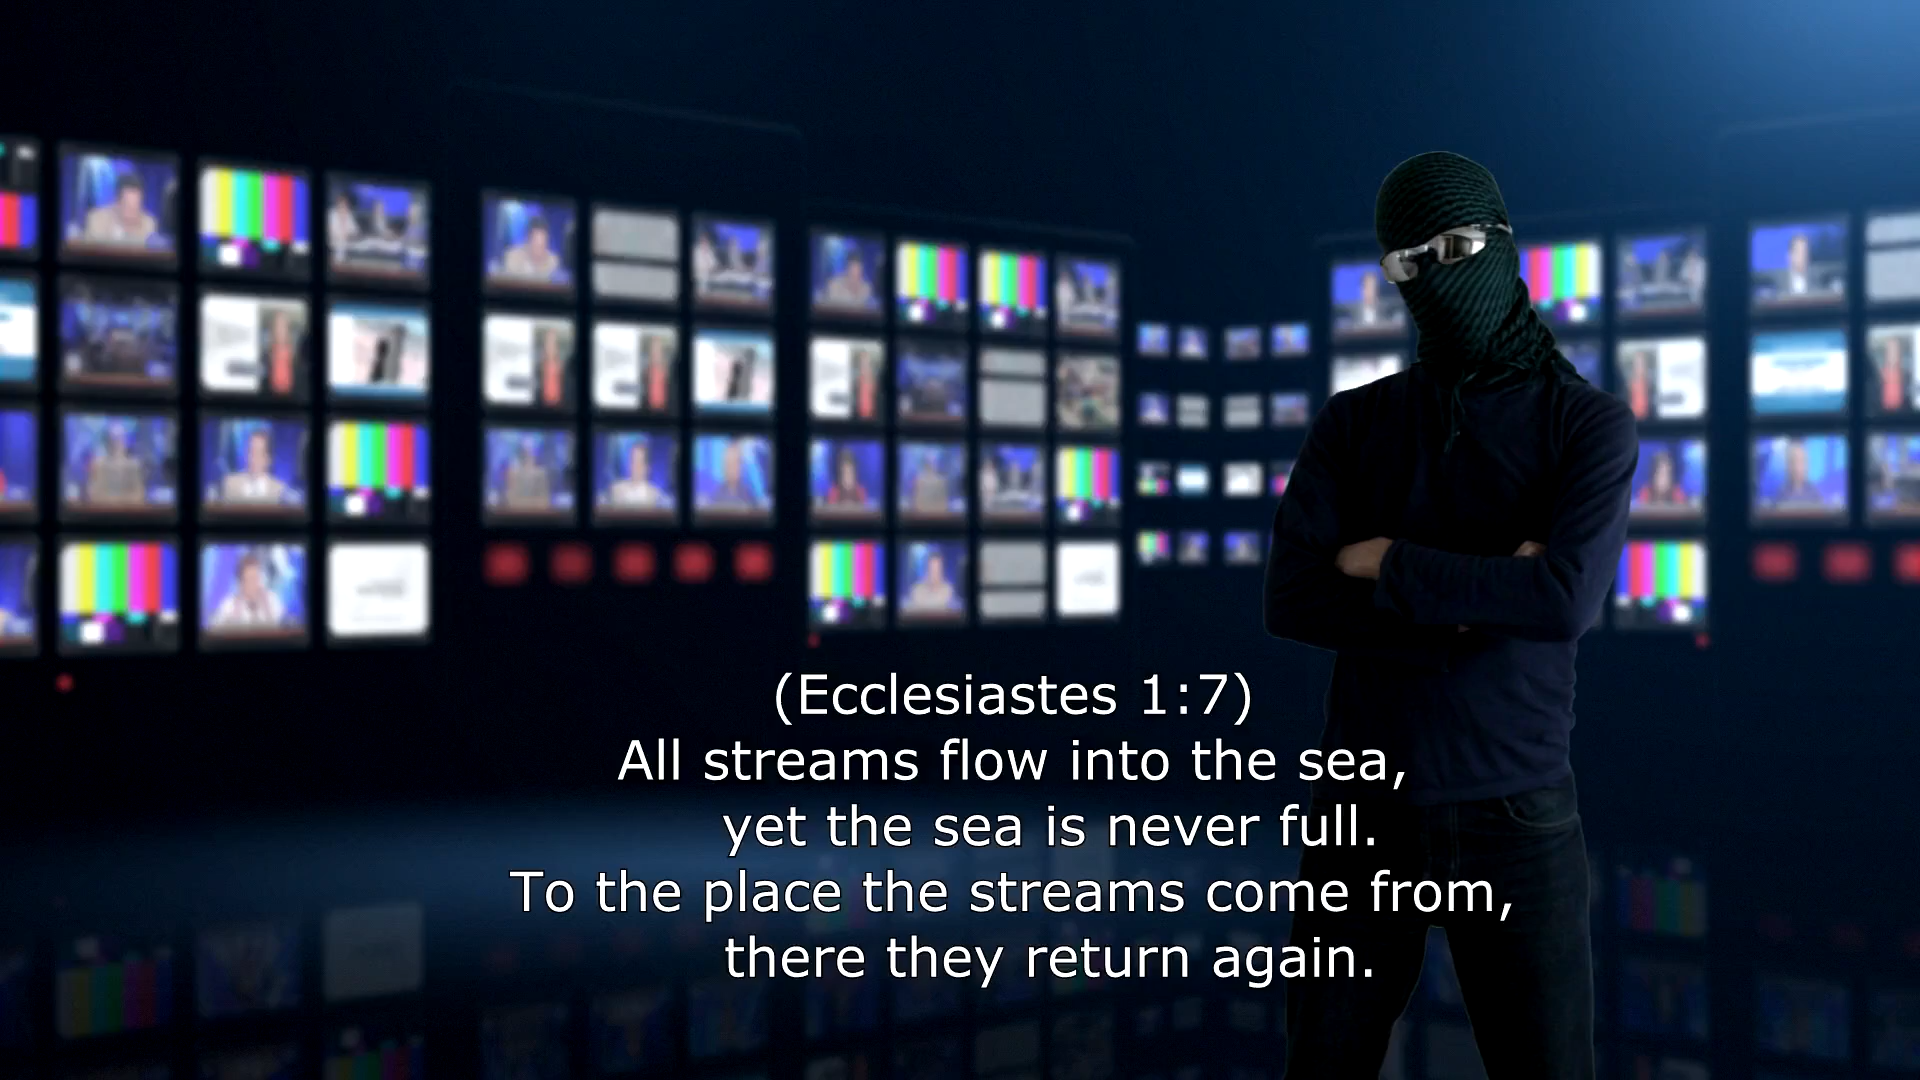 (Ecclesiastes 1:7)
All streams flow into the sea,
yet the sea is never full.
To the place the streams come from,
there they return again.